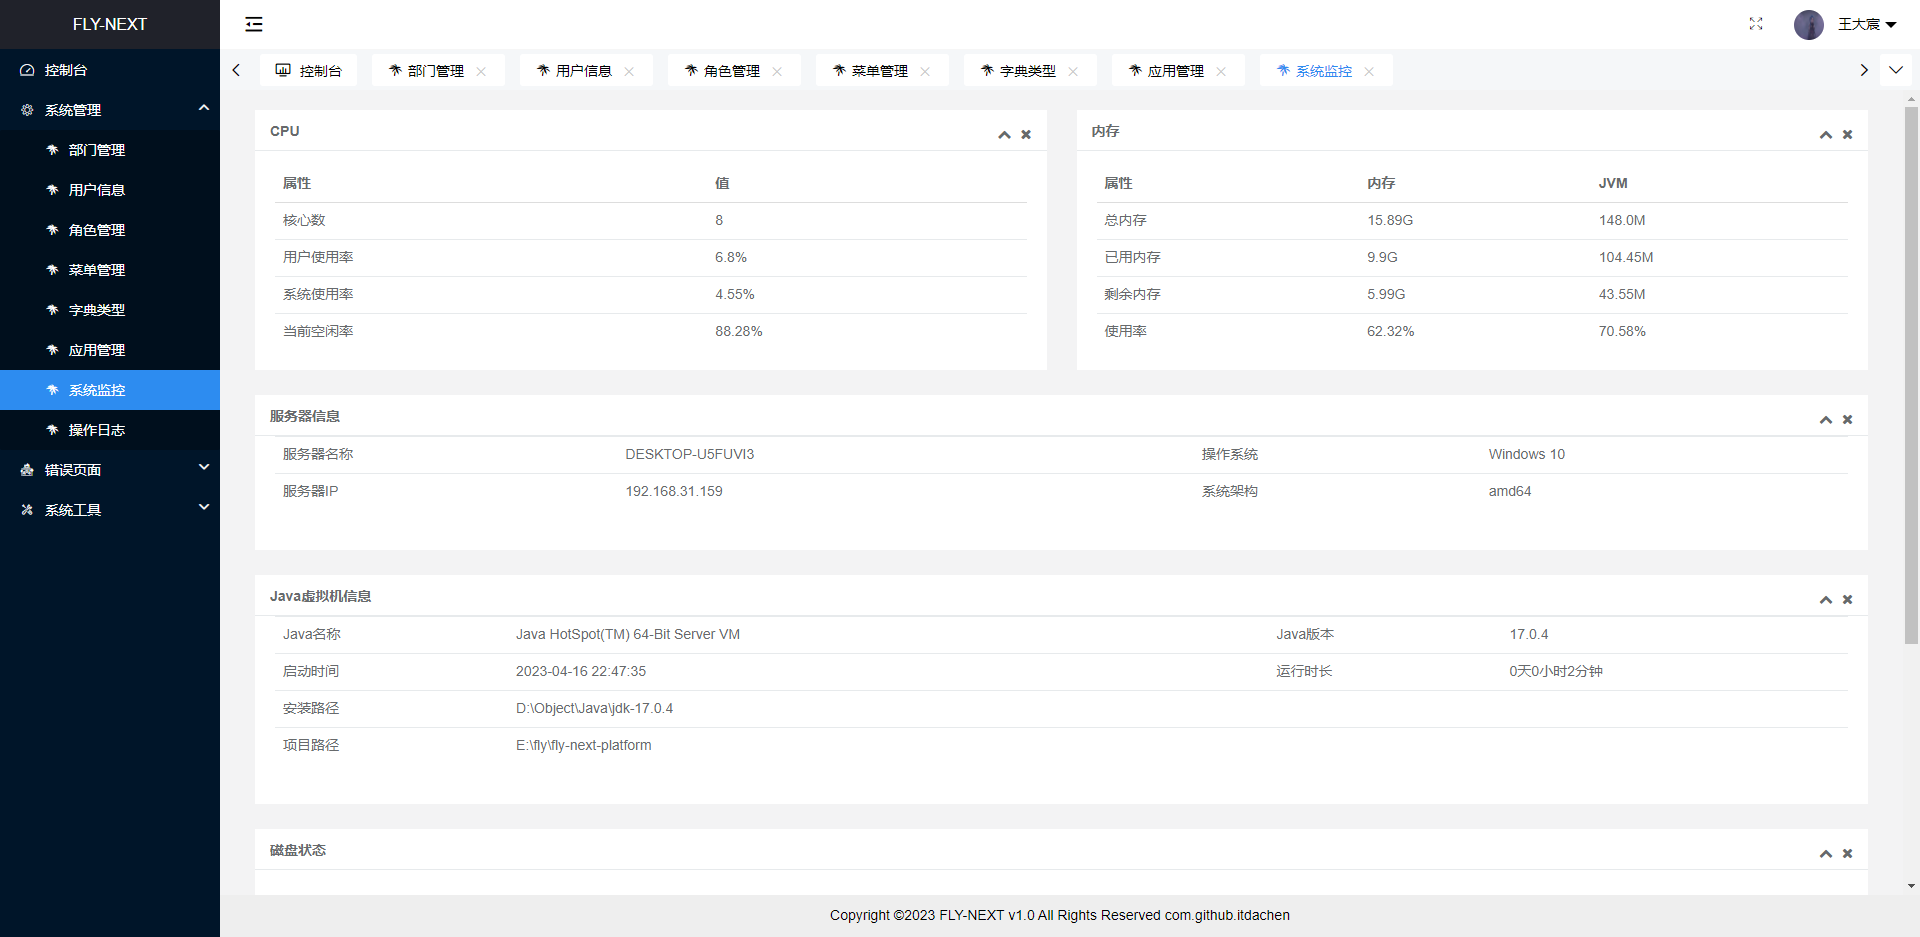 FLY-NEXT
王大宸
控制台
系统管理
部门管理
用户信息
角色管理
菜单管理
字典类型
应用管理
系统监控
操作日志
错误页面
系统工具
控制台 部门管理 用户信息 角色管理 菜单管理 字典类型 应用管理 系统监控
CPU
属性 值
核心数 8
用户使用率 6.8%
系统使用率 4.55%
当前空闲率 88.28%
内存
属性 内存 JVM
总内存 15.89G 148.0M
已用内存 9.9G 104.45M
剩余内存 5.99G 43.55M
使用率 62.32% 70.58%
服务器信息
服务器名称 DESKTOP-U5FUVI3 操作系统 Windows 10
服务器IP 192.168.31.159 系统架构 amd64
Java虚拟机信息
Java名称 Java HotSpot(TM) 64-Bit Server VM Java版本 17.0.4
启动时间 2023-04-16 22:47:35 运行时长 0天0小时2分钟
安装路径 D:\Object\Java\jdk-17.0.4
项目路径 E:\fly\fly-next-platform
磁盘状态
Copyright ©2023 FLY-NEXT v1.0 All Rights Reserved com.github.itdachen